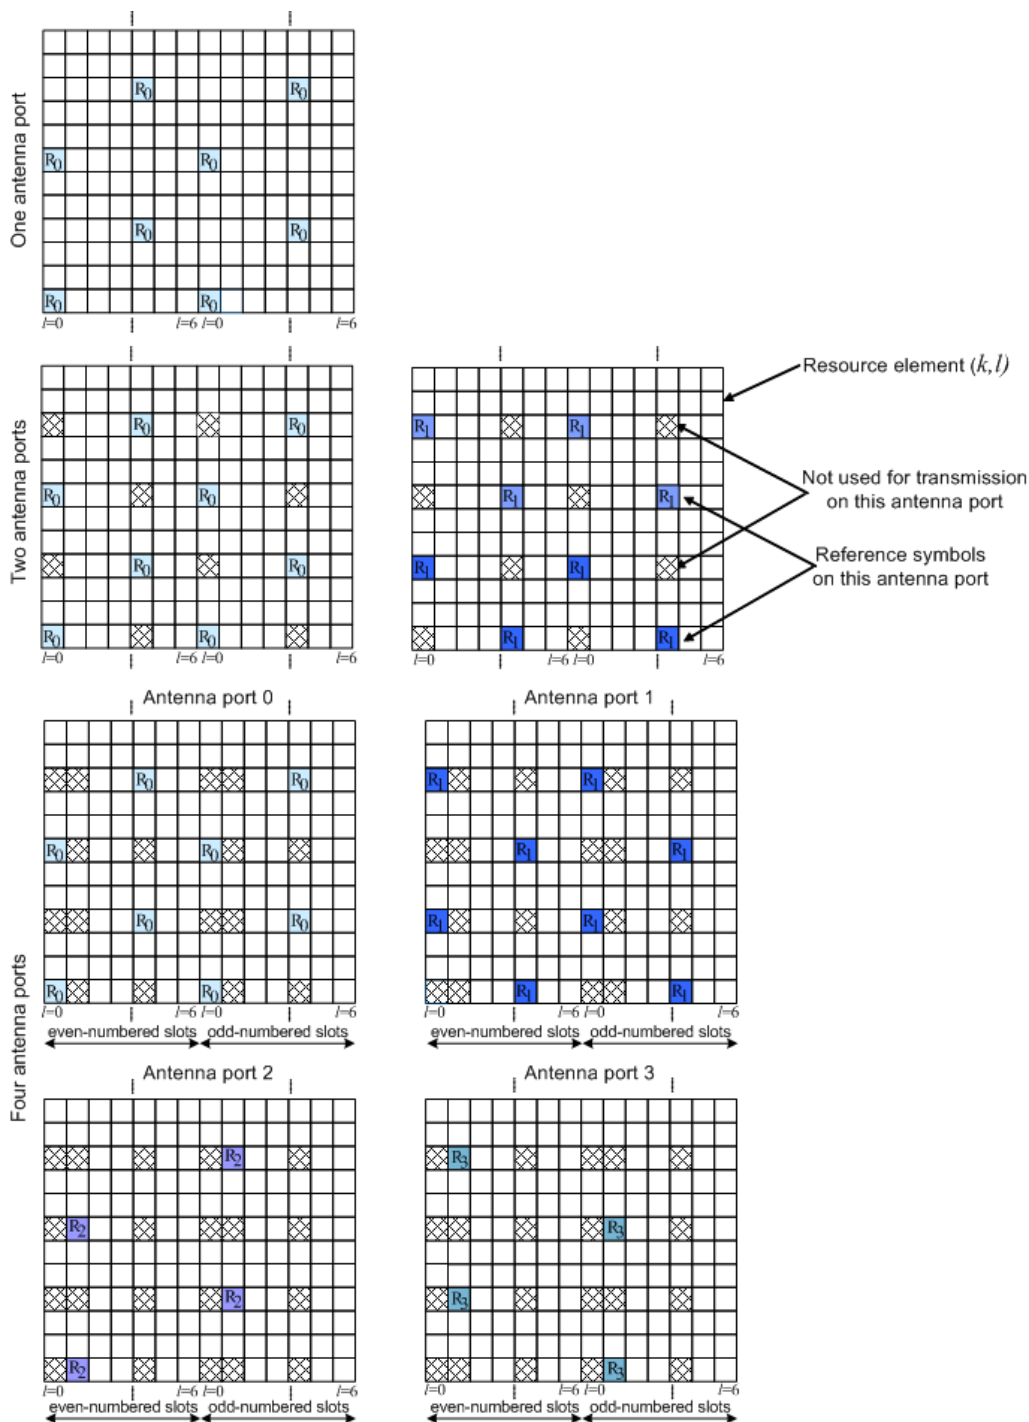 One antenna port
R0 R0
R0 R0
R0 R0
R0 R0
l=0 l=6 l=0 l=6
Two antenna ports
R0 R0
R0 R0
R0 R0
R0 R0
l=0 l=6 l=0 l=6
R1 R1
R1 R1
R1 R1
R1 R1
l=0 l=6 l=0 l=6
Resource element (k,l)
Not used for transmission
on this antenna port
Reference symbols
on this antenna port
Four antenna ports
Antenna port 0
R0 R0
R0 R0
R0 R0
R0 R0
l=0 l=6 l=0 l=6
even-numbered slots odd-numbered slots
Antenna port 1
R1 R1
R1 R1
R1 R1
R1 R1
l=0 l=6 l=0 l=6
even-numbered slots odd-numbered slots
Antenna port 2
R2
R2
R2
R2
l=0 l=6 l=0 l=6
even-numbered slots odd-numbered slots
Antenna port 3
R3
R3
R3
R3
l=0 l=6 l=0 l=6
even-numbered slots odd-numbered slots